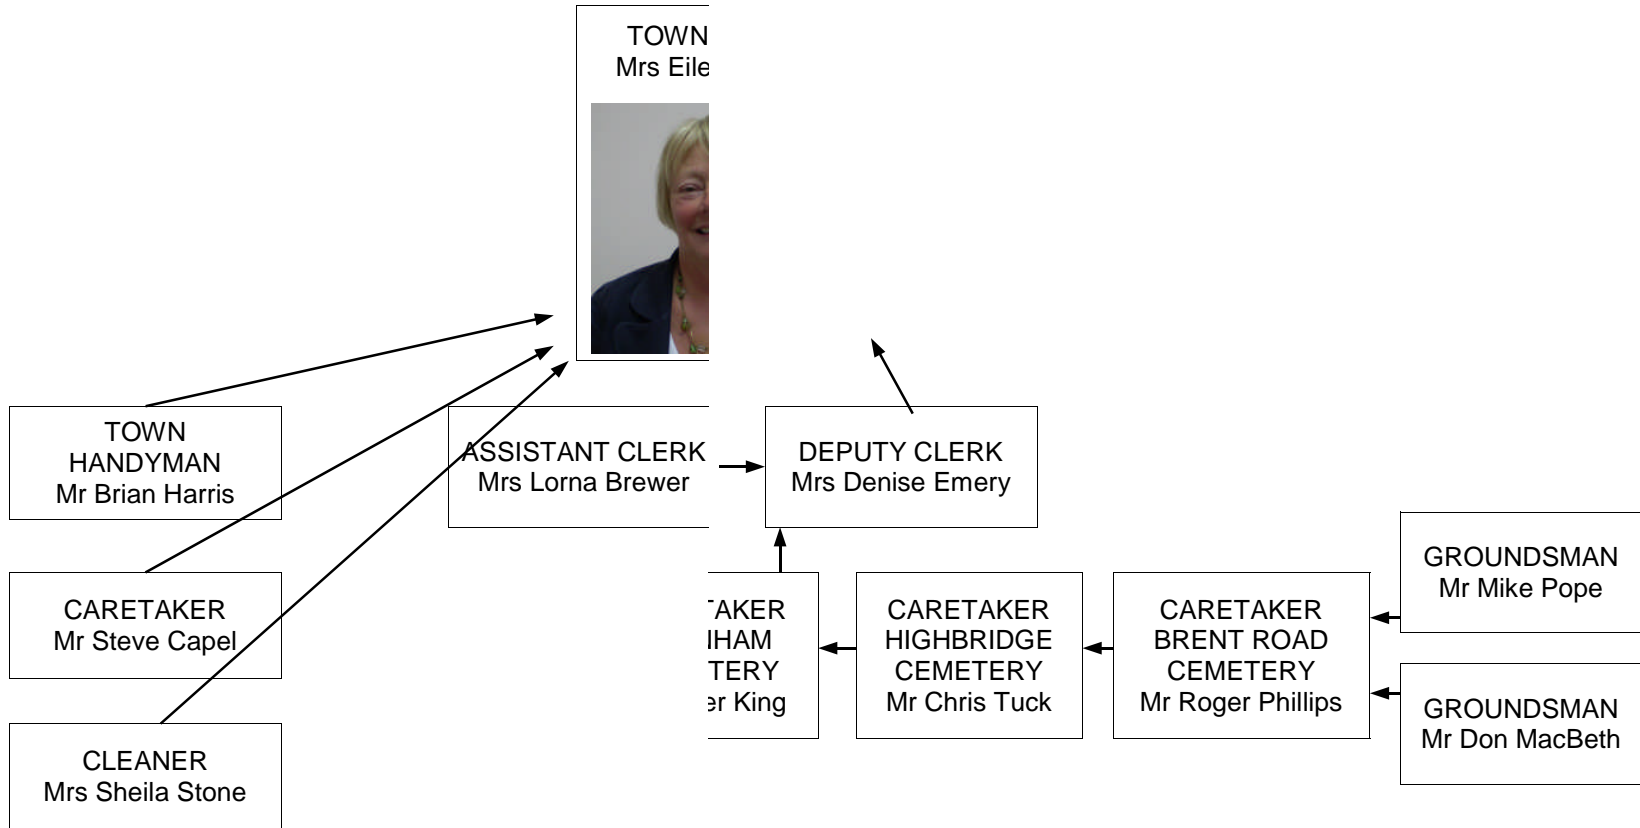 TOWN
Mrs Eile
TOWN
HANDYMAN
Mr Brian Harris
ASSISTANT CLERK
Mrs Lorna Brewer
DEPUTY CLERK
Mrs Denise Emery
CARETAKER
Mr Steve Capel
TAKER
HAM
TERY
er King
CARETAKER
HIGHBRIDGE
CEMETERY
Mr Chris Tuck
CARETAKER
BRENT ROAD
CEMETERY
Mr Roger Phillips
GROUNDSMAN
Mr Mike Pope
GROUNDSMAN
Mr Don MacBeth
CLEANER
Mrs Sheila Stone